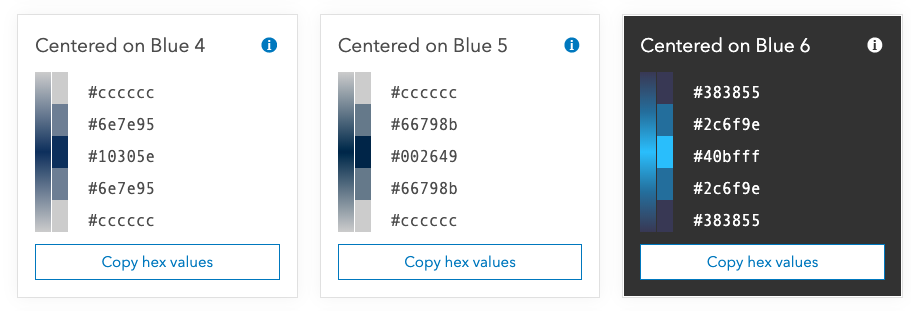 Centered on Blue 4
#cccccc
#6e7e95
#10305e
#6e7e95
#cccccc
Copy hex values
Centered on Blue 5
#cccccc
#66798b
#002649
#66798b
#cccccc
Copy hex values
Centered on Blue 6
#383855
#2c6f9e
#40bfff
#2c6f9e
#383855
Copy hex values